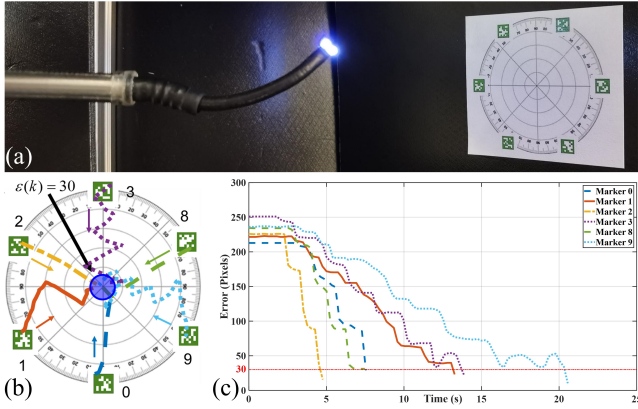 (a)
ε(k) = 30
3
2
8
1
9
0
(b)
300
250
200
150
100
50
30
0
Error (Pixels)
0
5
10
15
20
25
Time (s)
Marker 0
Marker 1
Marker 2
Marker 3
Marker 8
Marker 9
(c)